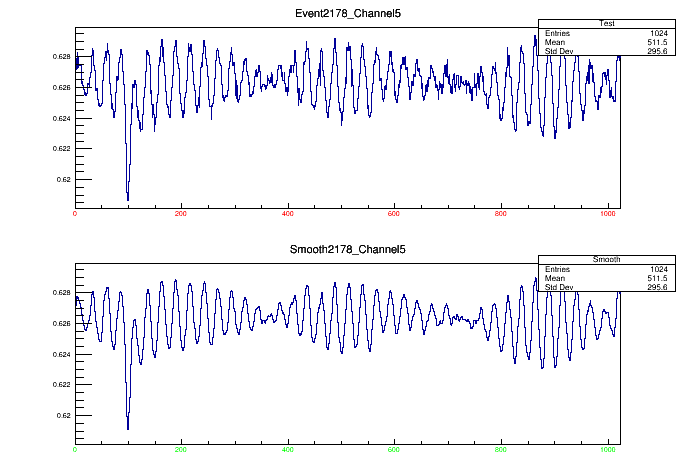 Event2178_Channel5
Test
Entries 1024
Mean 511.5
Std Dev 295.6
0.628
0.626
0.624
0.622
0.62
0 200 400 600 800 1000
Smooth2178_Channel5
Smooth
Entries 1024
Mean 511.5
Std Dev 295.6
0.628
0.626
0.624
0.622
0.62
0 200 400 600 800 1000